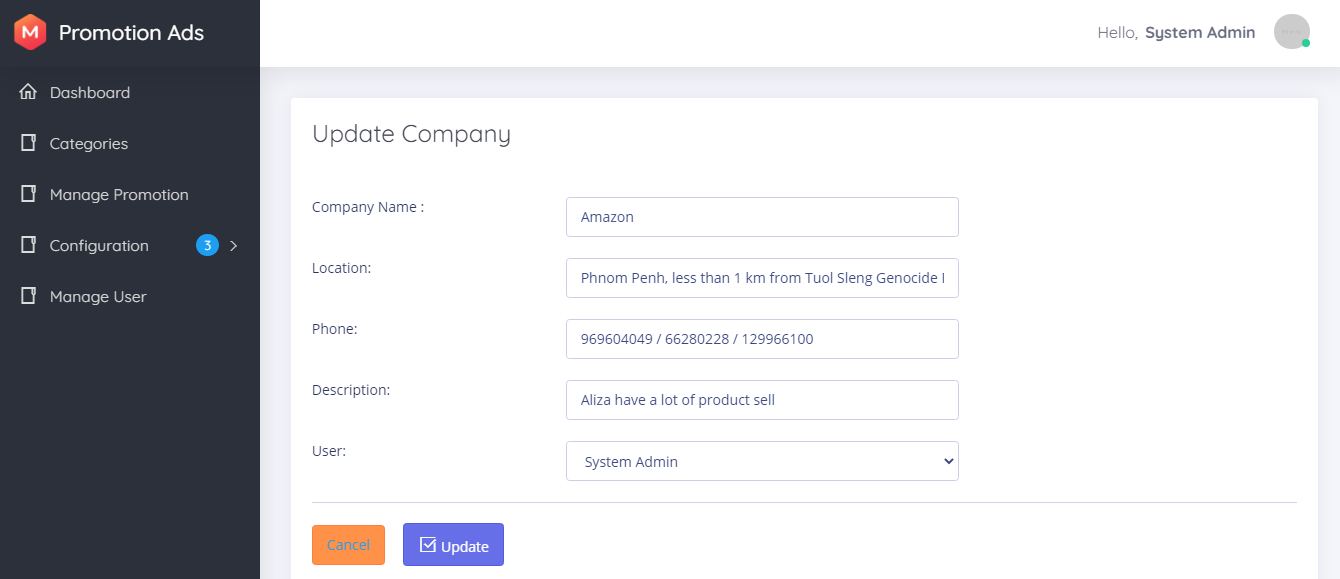 M Promotion Ads
Hello, System Admin
Dashboard
Categories
Manage Promotion
Configuration 3
Manage User
Update Company
Company Name : Amazon
Location: Phnom Penh, less than 1 km from Tuol Sleng Genocide
Phone: 969604049 / 66280228 / 129966100
Description: Aliza have a lot of product sell
User: System Admin
Cancel Update